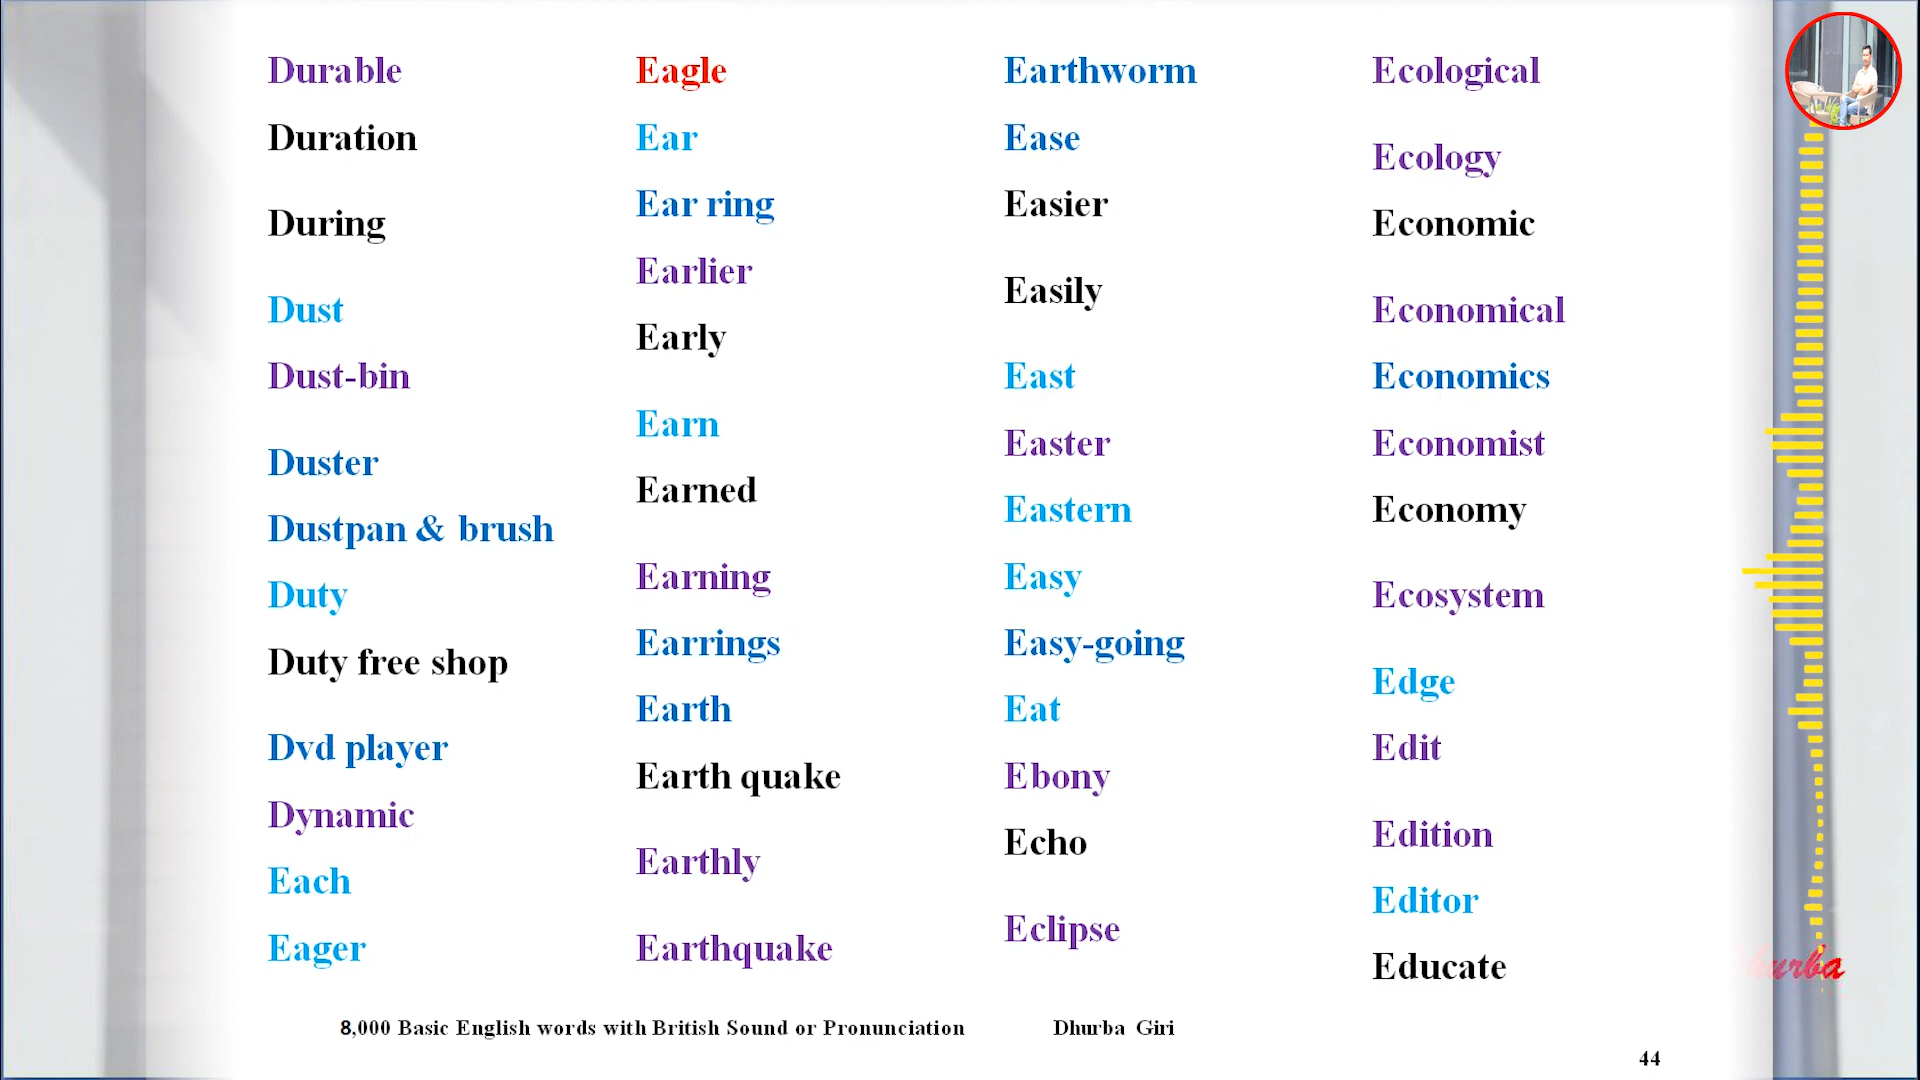 Durable
Duration
During
Dust
Dust-bin
Duster
Dustpan & brush
Duty
Duty free shop
Dvd player
Dynamic
Each
Eager
Eagle
Ear
Ear ring
Earlier
Early
Earn
Earned
Earning
Earrings
Earth
Earth quake
Earthly
Earthquake
Earthworm
Ease
Easier
Easily
East
Easter
Eastern
Easy
Easy-going
Eat
Ebony
Echo
Eclipse
Ecological
Ecology
Economic
Economical
Economics
Economist
Economy
Ecosystem
Edge
Edit
Edition
Editor
Educate
8,000 Basic English words with British Sound or Pronunciation Dhurba Giri
44